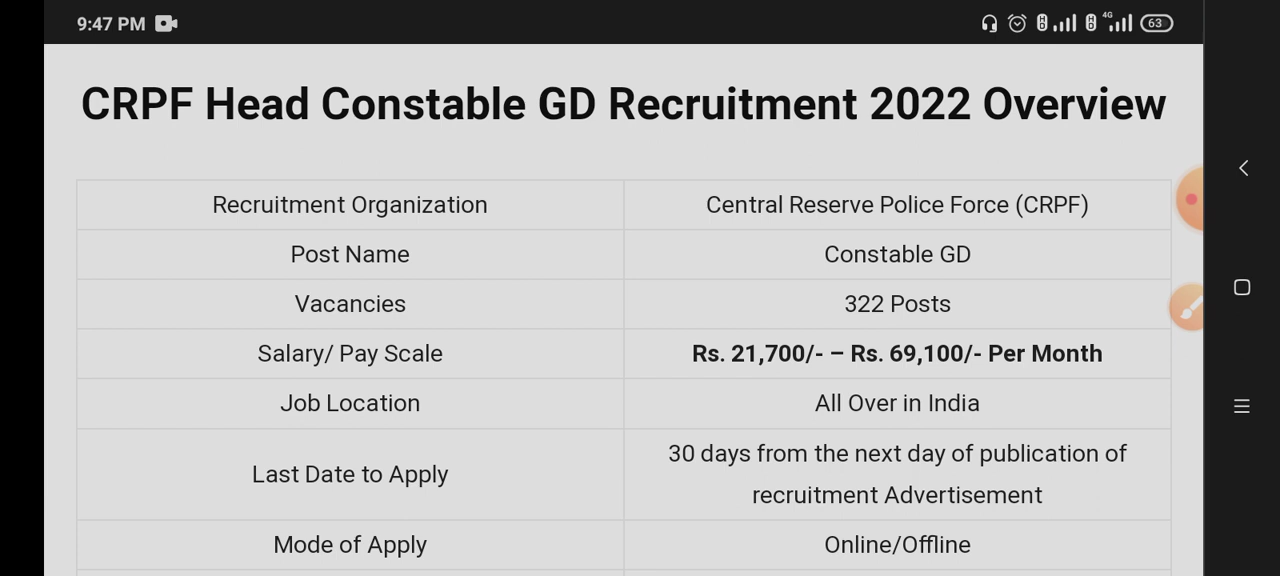 9:47 PM
4G
63
CRPF Head Constable GD Recruitment 2022 Overview
Recruitment Organization
Central Reserve Police Force (CRPF)
Post Name
Constable GD
Vacancies
322 Posts
Salary/ Pay Scale
Rs. 21,700/- – Rs. 69,100/- Per Month
Job Location
All Over in India
Last Date to Apply
30 days from the next day of publication of
recruitment Advertisement
Mode of Apply
Online/Offline